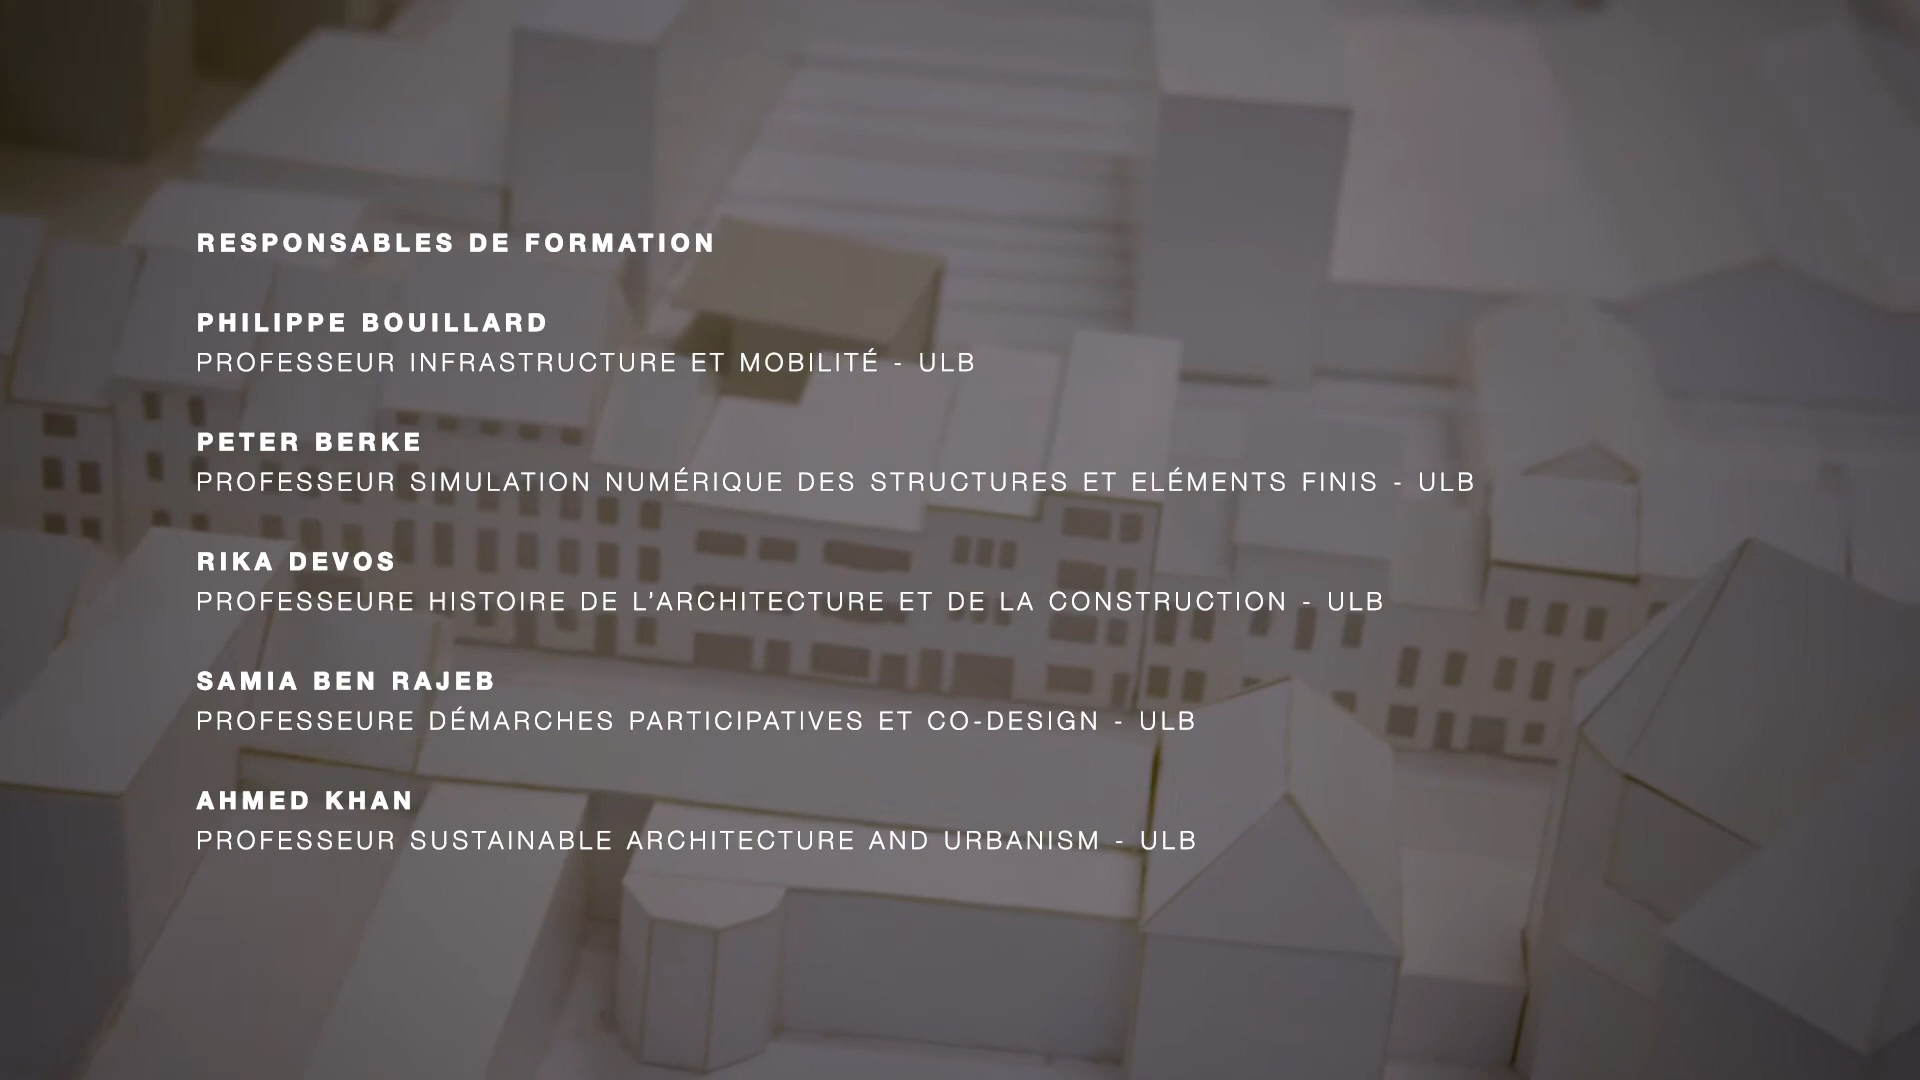 RESPONSABLES DE FORMATION
PHILIPPE BOUILLARD
PROFESSEUR INFRASTRUCTURE ET MOBILITÉ - ULB
PETER BERKE
PROFESSEUR SIMULATION NUMÉRIQUE DES STRUCTURES ET ELÉMENTS FINIS - ULB
RIKA DEVOS
PROFESSEURE HISTOIRE DE L’ARCHITECTURE ET DE LA CONSTRUCTION - ULB
SAMIA BEN RAJEB
PROFESSEURE DÉMARCHES PARTICIPATIVES ET CO-DESIGN - ULB
AHMED KHAN
PROFESSEUR SUSTAINABLE ARCHITECTURE AND URBANISM - ULB